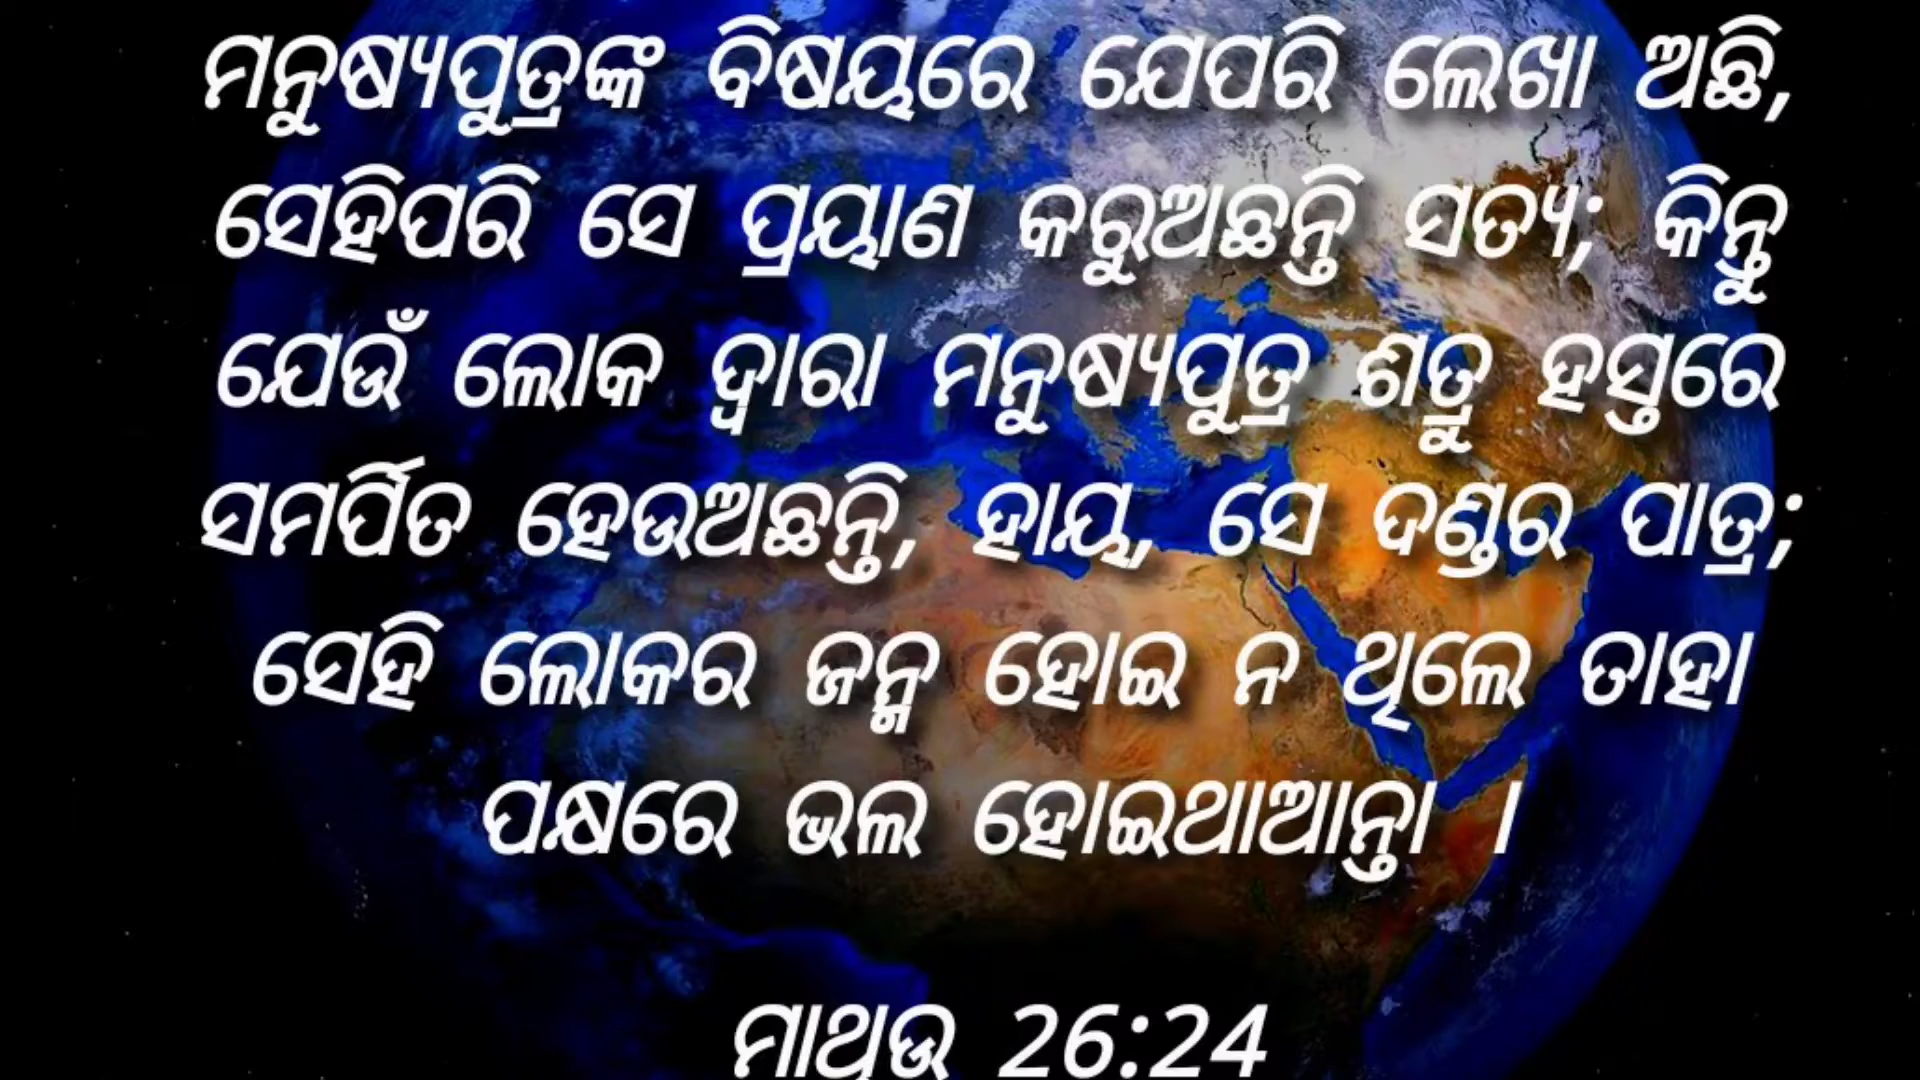 ମନୁଷ୍ୟପୁତ୍ରଙ୍କ ବିଷୟରେ ଯେପରି ଲେଖା ଅଛି,
ସେହିପରି ସେ ପ୍ରୟାଣ କରୁଅଛନ୍ତି ସତ୍ୟ; କିନ୍ତୁ
ଯେଉଁ ଲୋକ ଦ୍ୱାରା ମନୁଷ୍ୟପୁତ୍ର ଶତ୍ରୁ ହସ୍ତରେ
ସମର୍ପିତ ହେଉଅଛନ୍ତି, ହାୟ, ସେ ଦଣ୍ଡର ପାତ୍ର;
ସେହି ଲୋକର ଜନ୍ମ ହୋଇ ନ ଥିଲେ ତାହା
ପକ୍ଷରେ ଭଲ ହୋଇଥାଆନ୍ତା ।
ମାଥିଉ 26:24